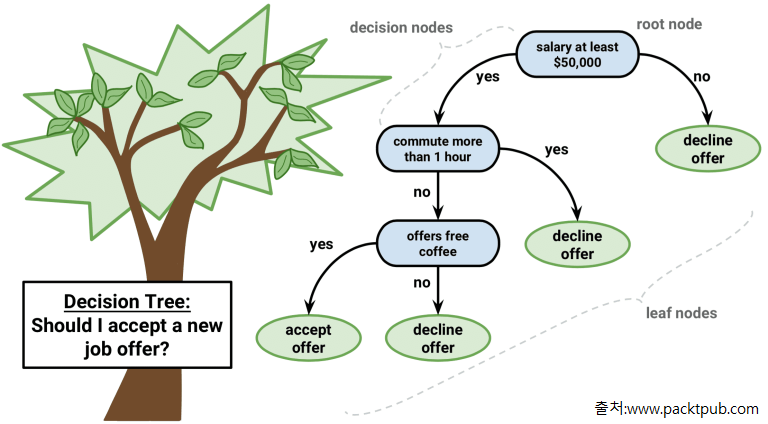 decision nodes
root node
salary at least
$50,000
yes
no
commute more
than 1 hour
decline
offer
yes
no
offers free
coffee
decline
offer
yes
no
accept
offer
decline
offer
leaf nodes
Decision Tree:
Should I accept a new
job offer?
출처:www.packtpub.com